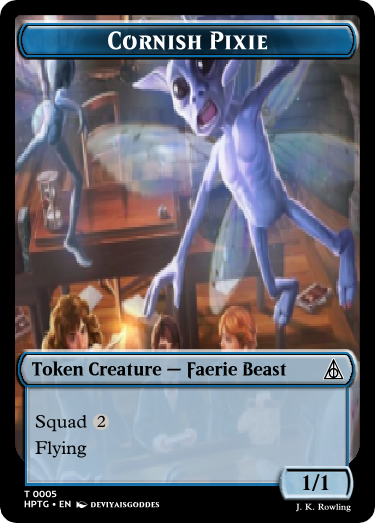 Cornish Pixie
Token Creature — Faerie Beast
Squad 2
Flying
1/1
T 0005
HPTG • EN DEVIYAISGODDES
J. K. Rowling